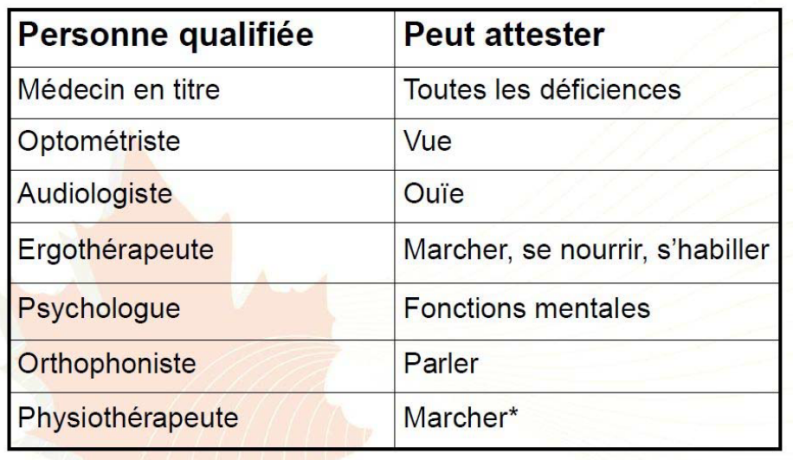 Personne qualifiée Peut attester
Médecin en titre Toutes les déficiences
Optométriste Vue
Audiologiste Ouïe
Ergothérapeute Marcher, se nourrir, s’habiller
Psychologue Fonctions mentales
Orthophoniste Parler
Physiothérapeute Marcher*